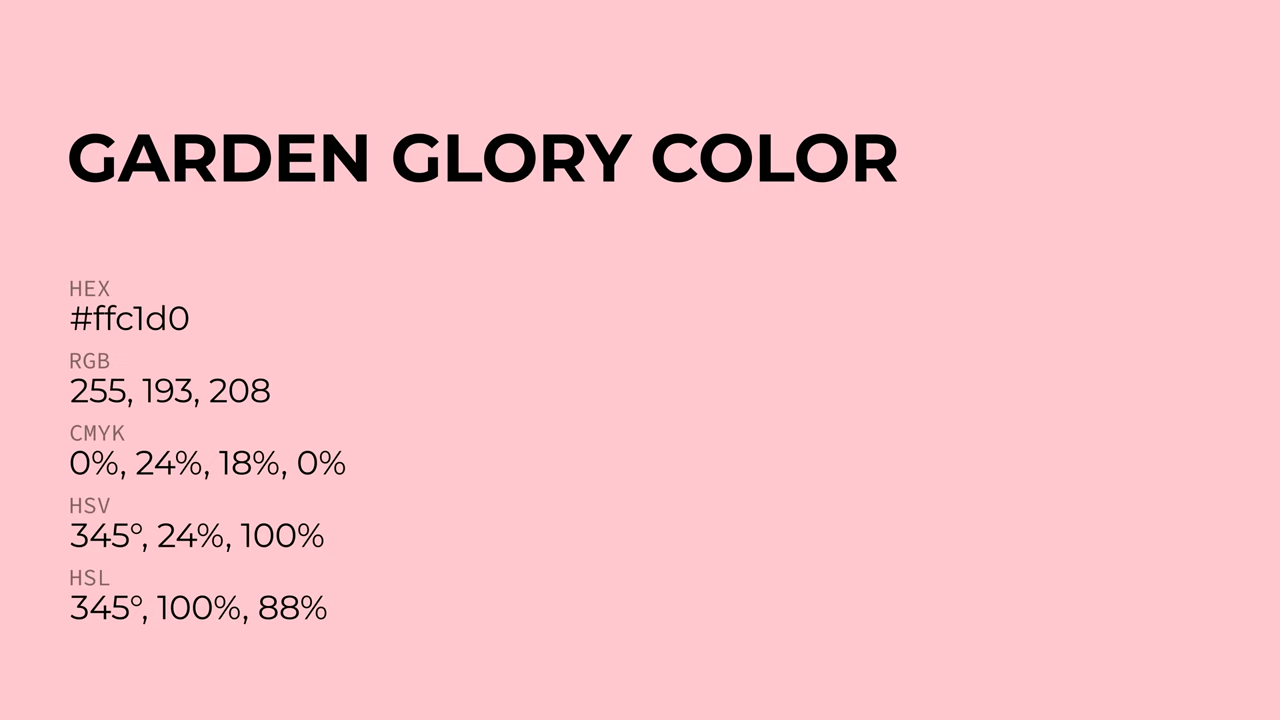 GARDEN GLORY COLOR
HEX
#ffc1d0
RGB
255, 193, 208
CMYK
0%, 24%, 18%, 0%
HSV
345°, 24%, 100%
HSL
345°, 100%, 88%